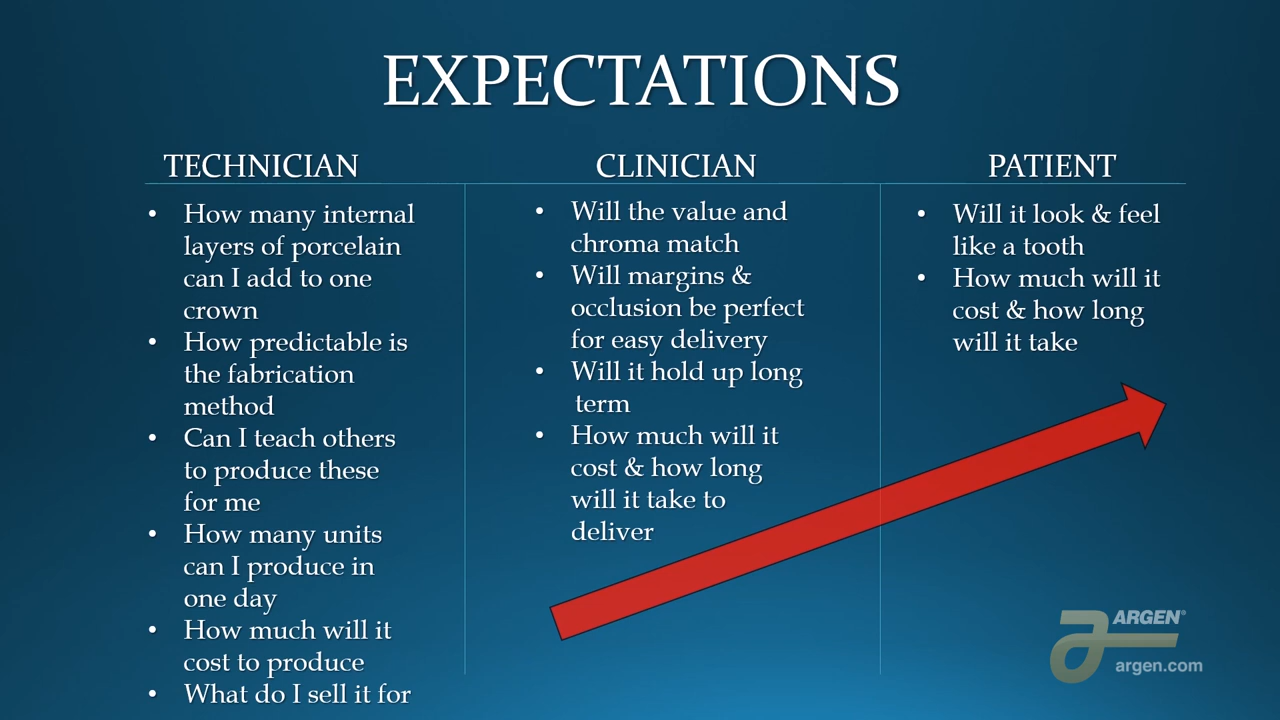 EXPECTATIONS
TECHNICIAN
• How many internal
layers of porcelain
can I add to one
crown
• How predictable is
the fabrication
method
• Can I teach others
to produce these
for me
• How many units
can I produce in
one day
• How much will it
cost to produce
• What do I sell it for
CLINICIAN
• Will the value and
chroma match
• Will margins &
occlusion be perfect
for easy delivery
• Will it hold up long
term
• How much will it
cost & how long
will it take to
deliver
PATIENT
• Will it look & feel
like a tooth
• How much will it
cost & how long
will it take
ARGEN®
argen.com